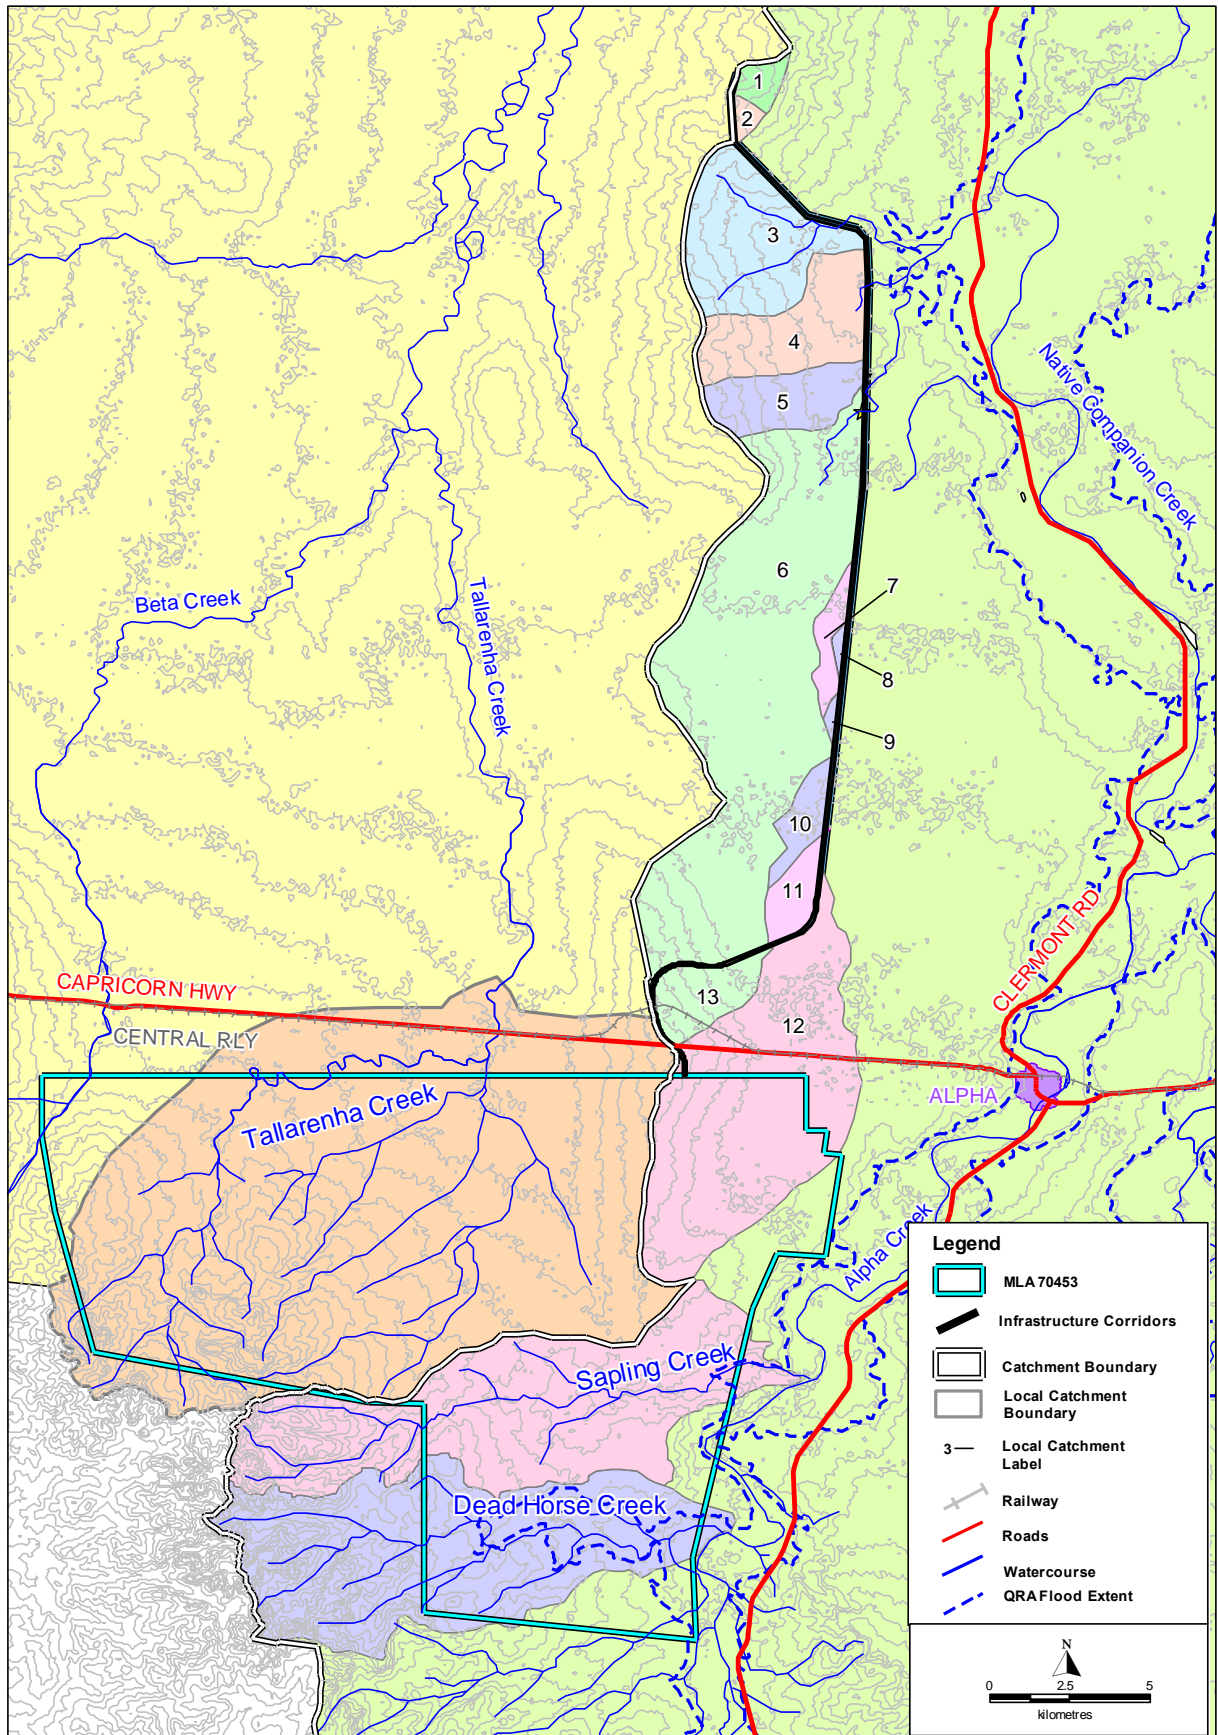 1
2
3
4
5
Native Companion Creek
6
7
Beta Creek
Tallarenha Creek
8
9
10
11
CLERMONT RD
CAPRICORN HWY
13
12
CENTRAL RLY
ALPHA
Tallarenha Creek
Alpha Creek
Sapling Creek
Dead Horse Creek
Legend
MLA 70453
Infrastructure Corridors
Catchment Boundary
Local Catchment
Boundary
3
Local Catchment
Label
Railway
Roads
Watercourse
QRA Flood Extent
N
0 2.5 5
kilometres